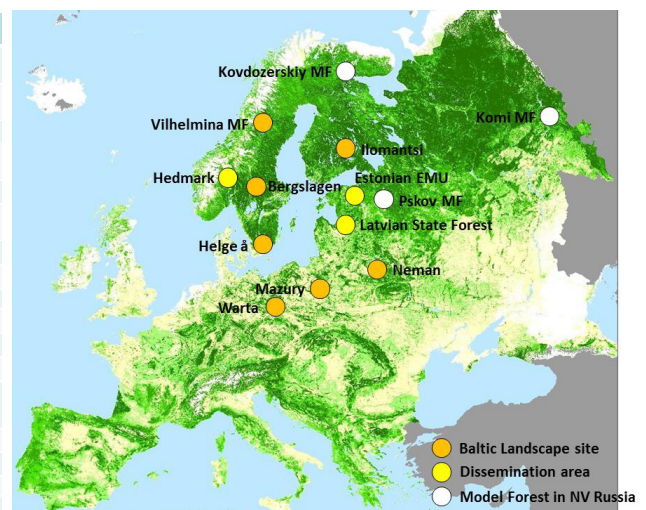 Kovdozerskiy MF
Komi MF
Vilhelmina MF
Ilomantsi
Hedmark
Estonian EMU
Bergslagen
Pskov MF
Latvian State Forest
Helge å
Neman
Mazury
Warta
Baltic Landscape site
Dissemination area
Model Forest in NV Russia